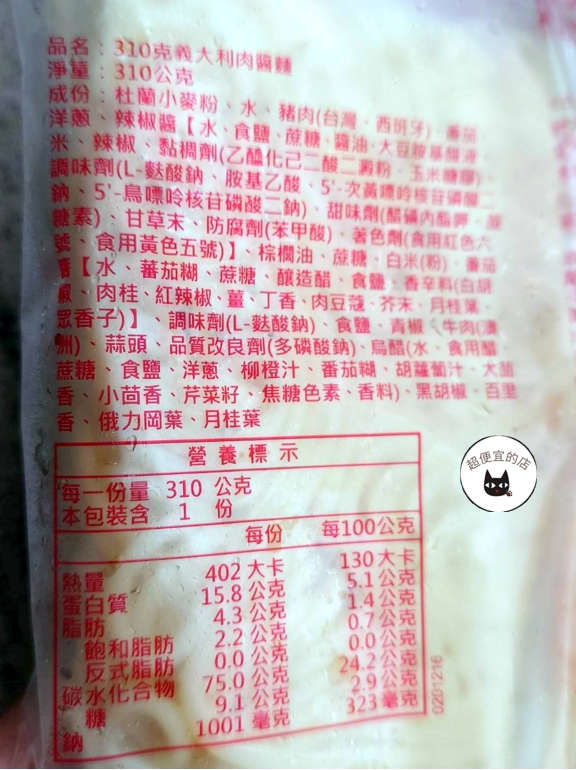 品名：310克義大利肉醬麵
淨重：310公克
成份：杜蘭小麥粉、水、豬肉(台灣、西班牙)、番茄、
洋蔥、辣椒醬【水、食鹽、蔗糖、醬油、大豆胺基酸液、
米、辣椒、黏稠劑(乙醯化己二酸二澱粉、玉米糖膠)、
調味劑(L-麩酸鈉、胺基乙酸、5'-次黃嘌呤核苷磷酸二
鈉、5'-鳥嘌呤核苷磷酸二鈉)、甜味劑(醋磺內酯鉀、蔗
糖素)、甘草末、防腐劑(苯甲酸)、著色劑(食用紅色六
號、食用黃色五號)】、棕櫚油、蔗糖、白米(粉)、番茄
醬【水、番茄糊、蔗糖、釀造醋、食鹽、香辛料(白胡
椒、肉桂、紅辣椒、薑、丁香、肉豆蔻、芥末、月桂葉、
眾香子)】、調味劑(L-麩酸鈉)、食鹽、青椒、牛肉(澳
洲)、蒜頭、品質改良劑(多磷酸鈉)、烏醋(水、食用醋、
蔗糖、食鹽、洋蔥、柳橙汁、番茄糊、胡蘿蔔汁、大茴
香、小茴香、芹菜籽、焦糖色素、香料)、黑胡椒、百里
香、俄力岡葉、月桂葉
營養標示
每一份量 310 公克
本包裝含 1 份
每份 每100公克
熱量 402 大卡 130 大卡
蛋白質 15.8 公克 5.1 公克
脂肪 4.3 公克 1.4 公克
飽和脂肪 2.2 公克 0.7 公克
反式脂肪 0.0 公克 0.0 公克
碳水化合物 75.0 公克 24.2 公克
糖 9.1 公克 2.9 公克
鈉 1001 毫克 323 毫克
0201216
超便宜的店